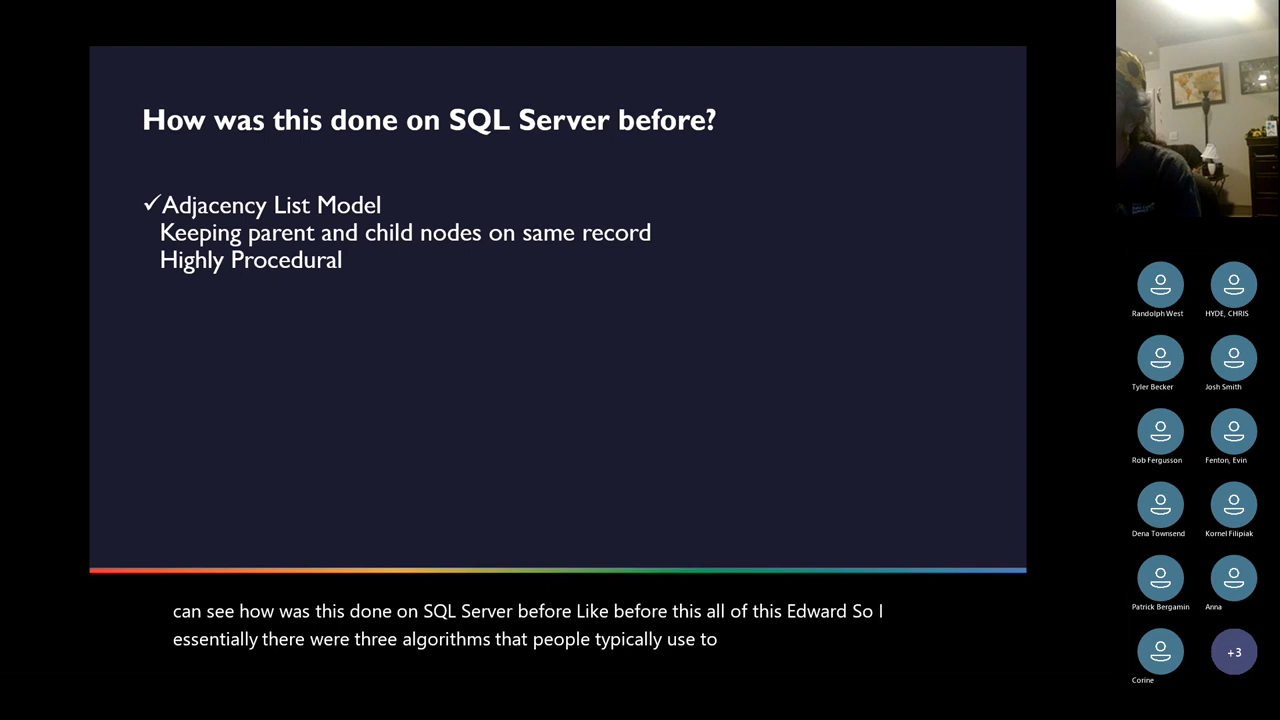 How was this done on SQL Server before?
✓Adjacency List Model
Keeping parent and child nodes on same record
Highly Procedural
can see how was this done on SQL Server before Like before this all of this Edward So I
essentially there were three algorithms that people typically use to
Randolph West
HYDE, CHRIS
Tyler Becker
Josh Smith
Rob Fergusson
Fenton, Evin
Dena Townsend
Kornel Filipiak
Patrick Bergamin
Anna
Corine
+3